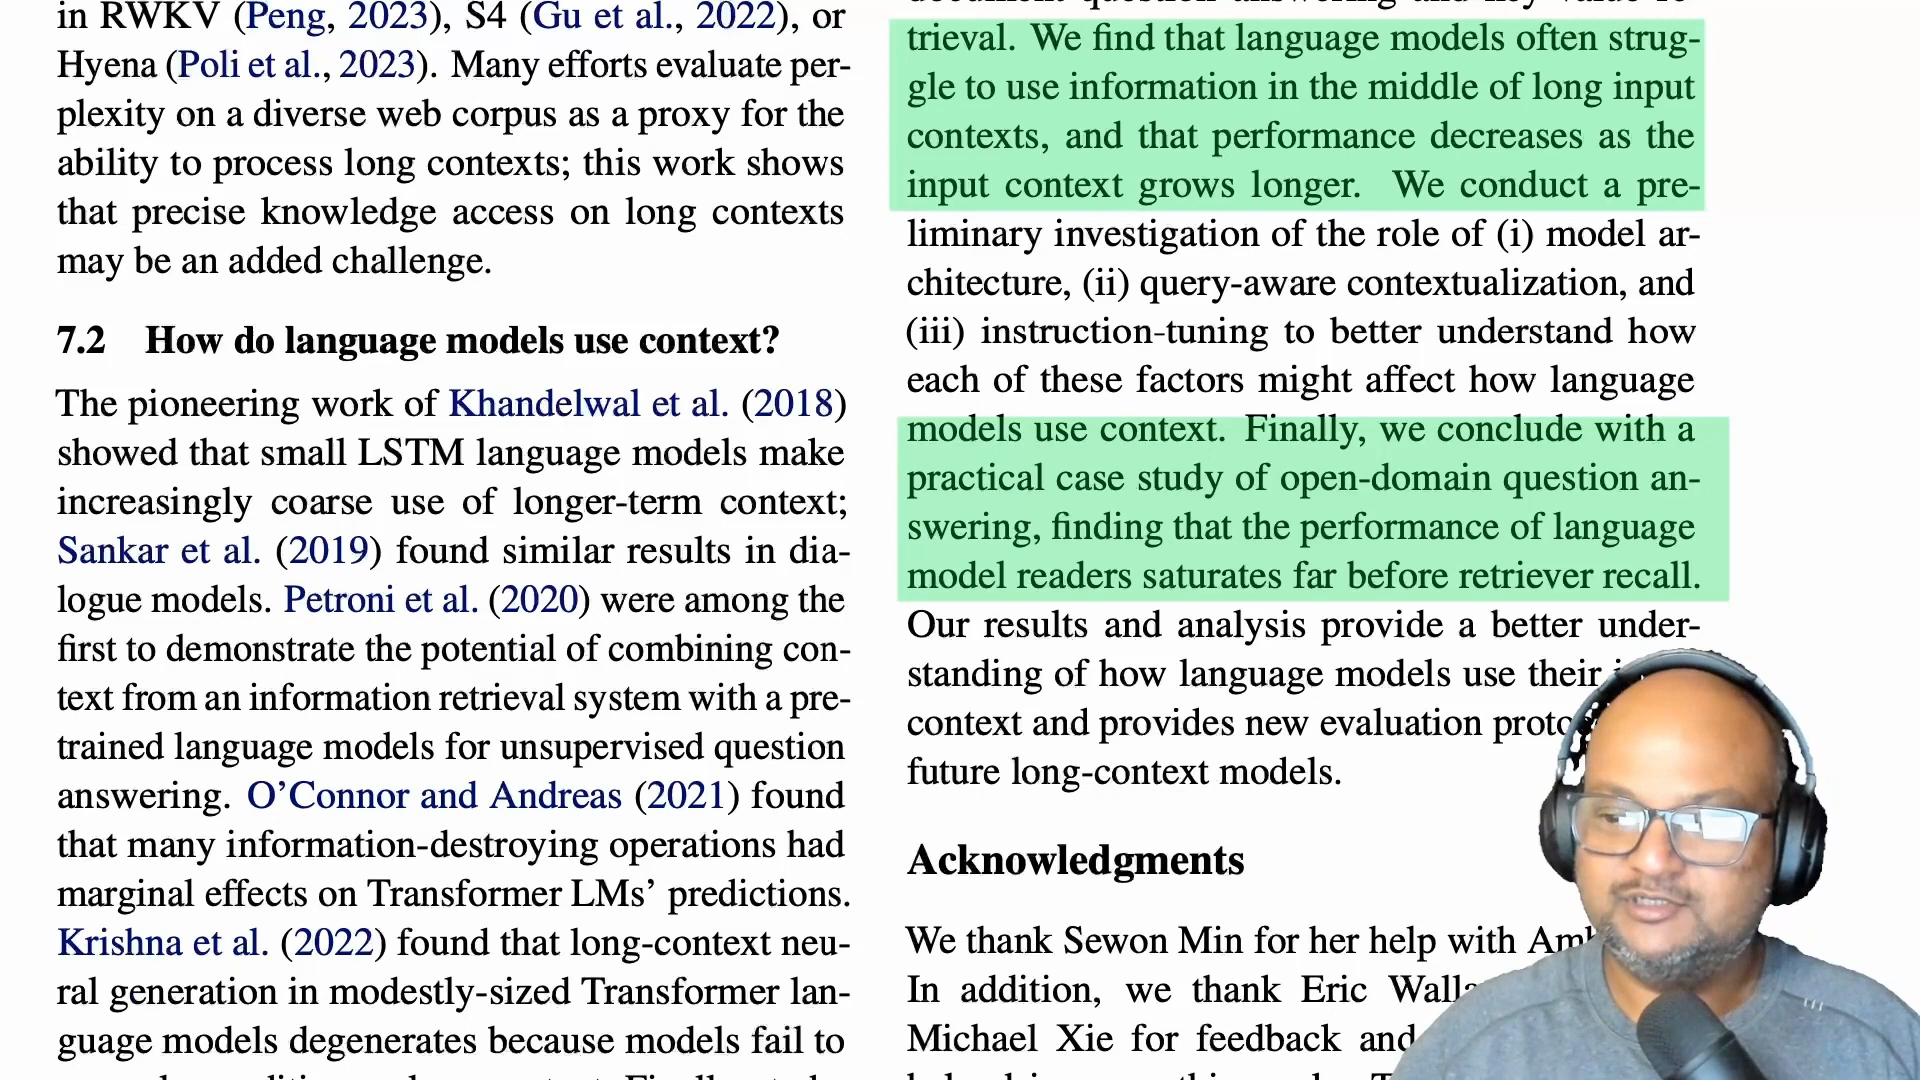 in RWKV (Peng, 2023), S4 (Gu et al., 2022), or
Hyena (Poli et al., 2023). Many efforts evaluate per-
plexity on a diverse web corpus as a proxy for the
ability to process long contexts; this work shows
that precise knowledge access on long contexts
may be an added challenge.
7.2 How do language models use context?
The pioneering work of Khandelwal et al. (2018)
showed that small LSTM language models make
increasingly coarse use of longer-term context;
Sankar et al. (2019) found similar results in dia-
logue models. Petroni et al. (2020) were among the
first to demonstrate the potential of combining con-
text from an information retrieval system with a pre-
trained language models for unsupervised question
answering. O’Connor and Andreas (2021) found
that many information-destroying operations had
marginal effects on Transformer LMs’ predictions.
Krishna et al. (2022) found that long-context neu-
ral generation in modestly-sized Transformer lan-
guage models degenerates because models fail to
document question answering and key-value re-
trieval. We find that language models often strug-
gle to use information in the middle of long input
contexts, and that performance decreases as the
input context grows longer. We conduct a pre-
liminary investigation of the role of (i) model ar-
chitecture, (ii) query-aware contextualization, and
(iii) instruction-tuning to better understand how
each of these factors might affect how language
models use context. Finally, we conclude with a
practical case study of open-domain question an-
swering, finding that the performance of language
model readers saturates far before retriever recall.
Our results and analysis provide a better under-
standing of how language models use their
context and provides new evaluation
future long-context models.
Acknowledgments
We thank Sewon Min for her help with
In addition, we thank Eric
Michael Xie for feedback and